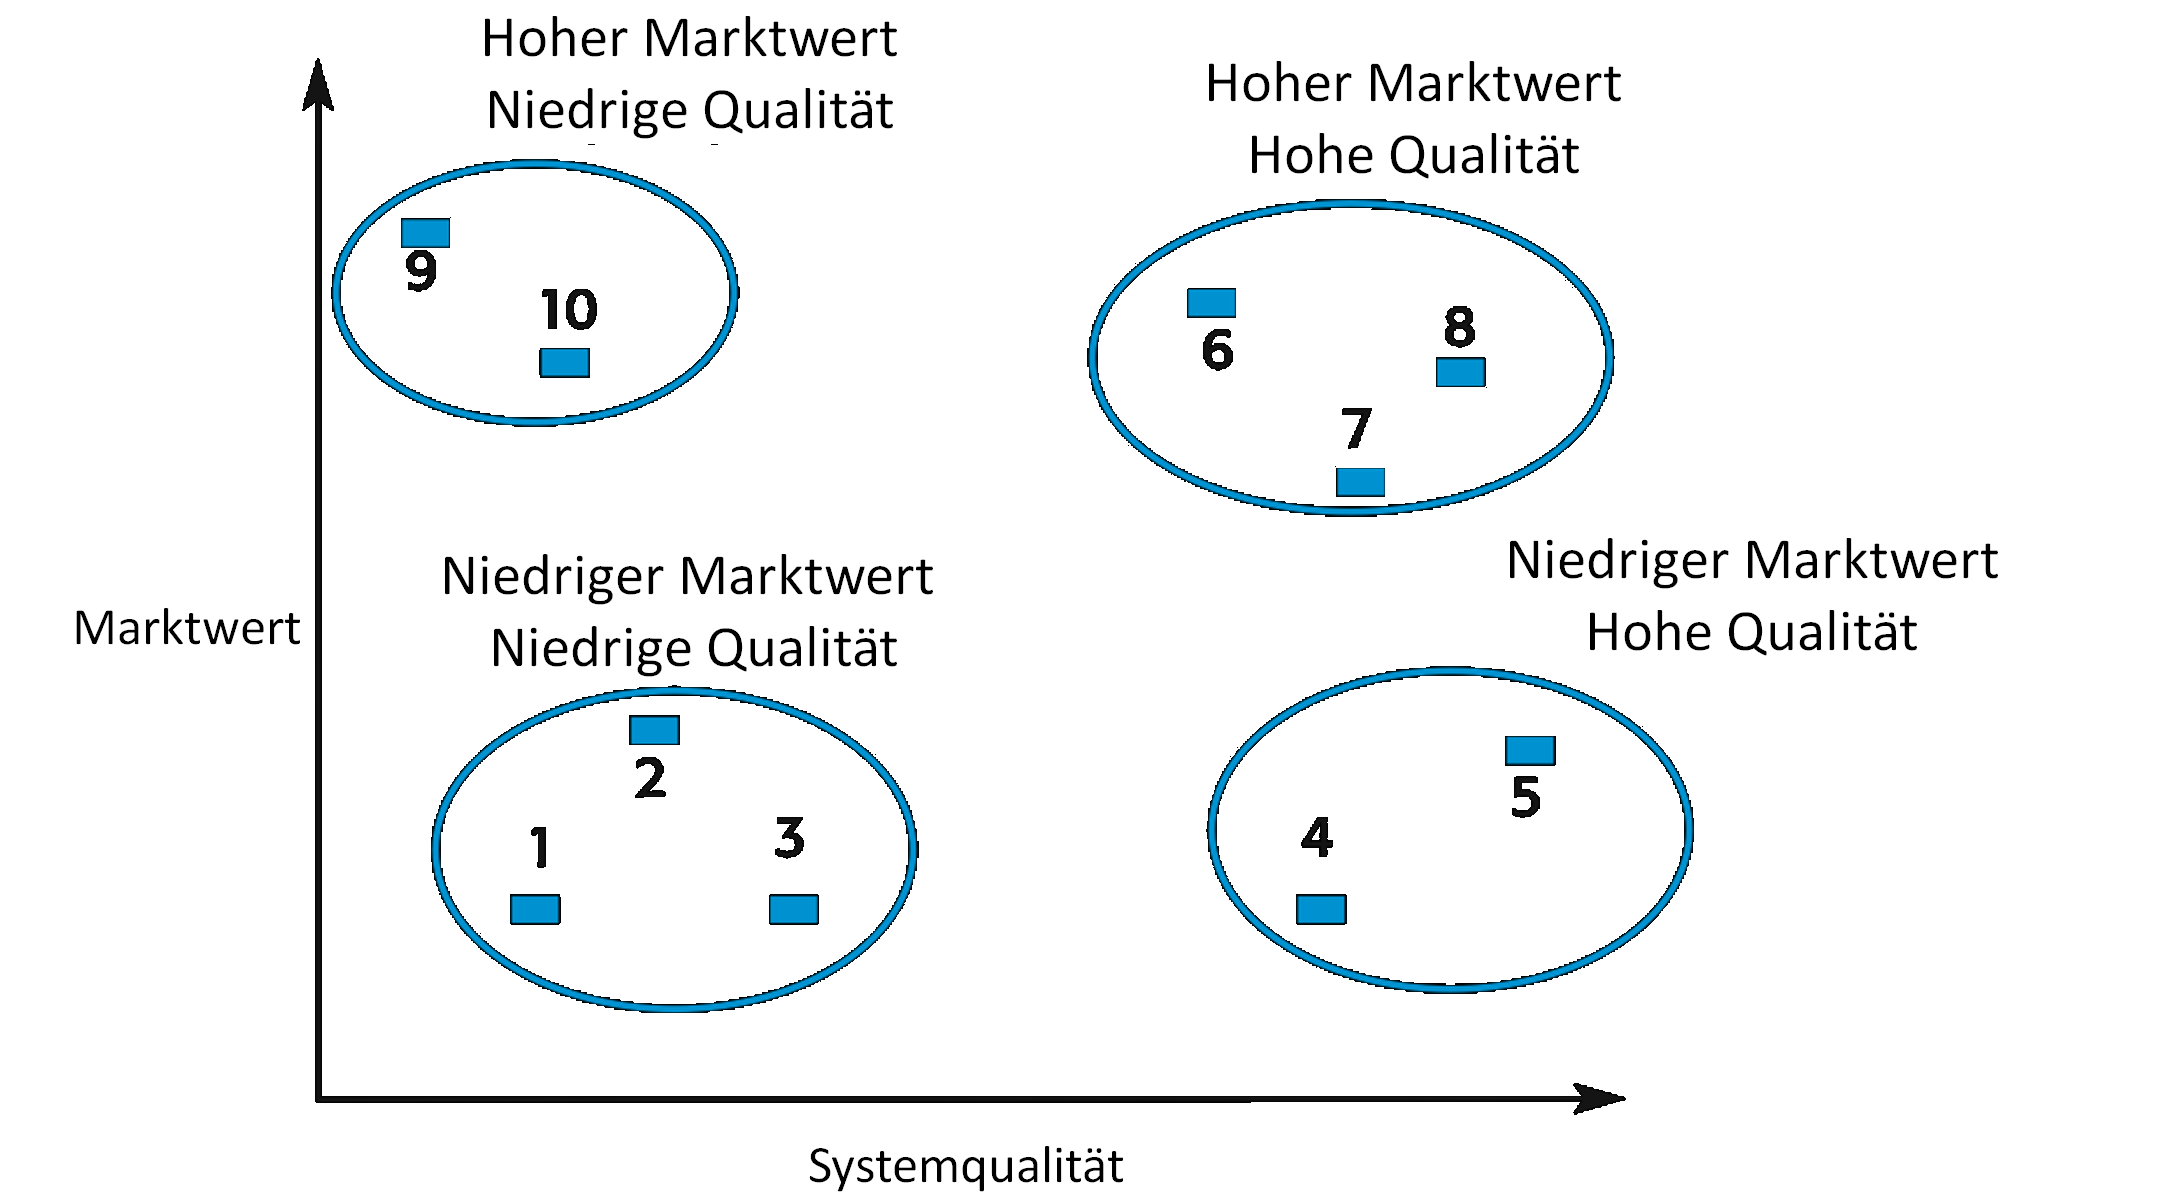 Hoher Marktwert
Niedrige Qualität
Hoher Marktwert
Hohe Qualität
9
10
6
8
7
Niedriger Marktwert
Niedrige Qualität
Niedriger Marktwert
Hohe Qualität
Marktwert
2
1
3
5
4
Systemqualität